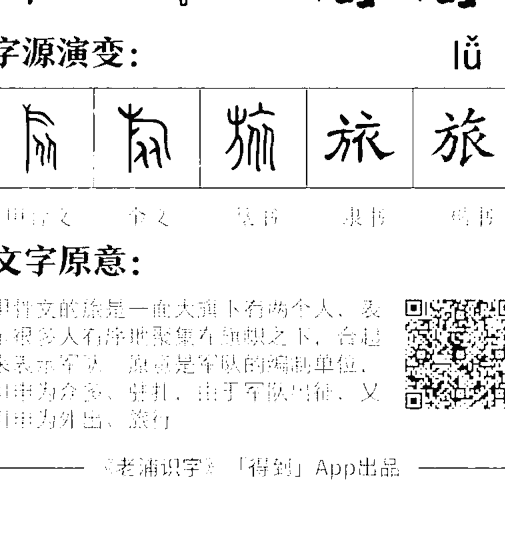 字源演变：
lǚ
旅
甲骨文 金文 篆书 隶书 楷书
文字原意：
甲骨文的旅是一面大旗下有两个人，表
示很多人有序地聚集在旗帜之下，合起
来表示军队。原意是军队的编制单位，
引申为众多、驻扎，由于军队出征，又
引申为外出、旅行
《老浦识字》「得到」App出品